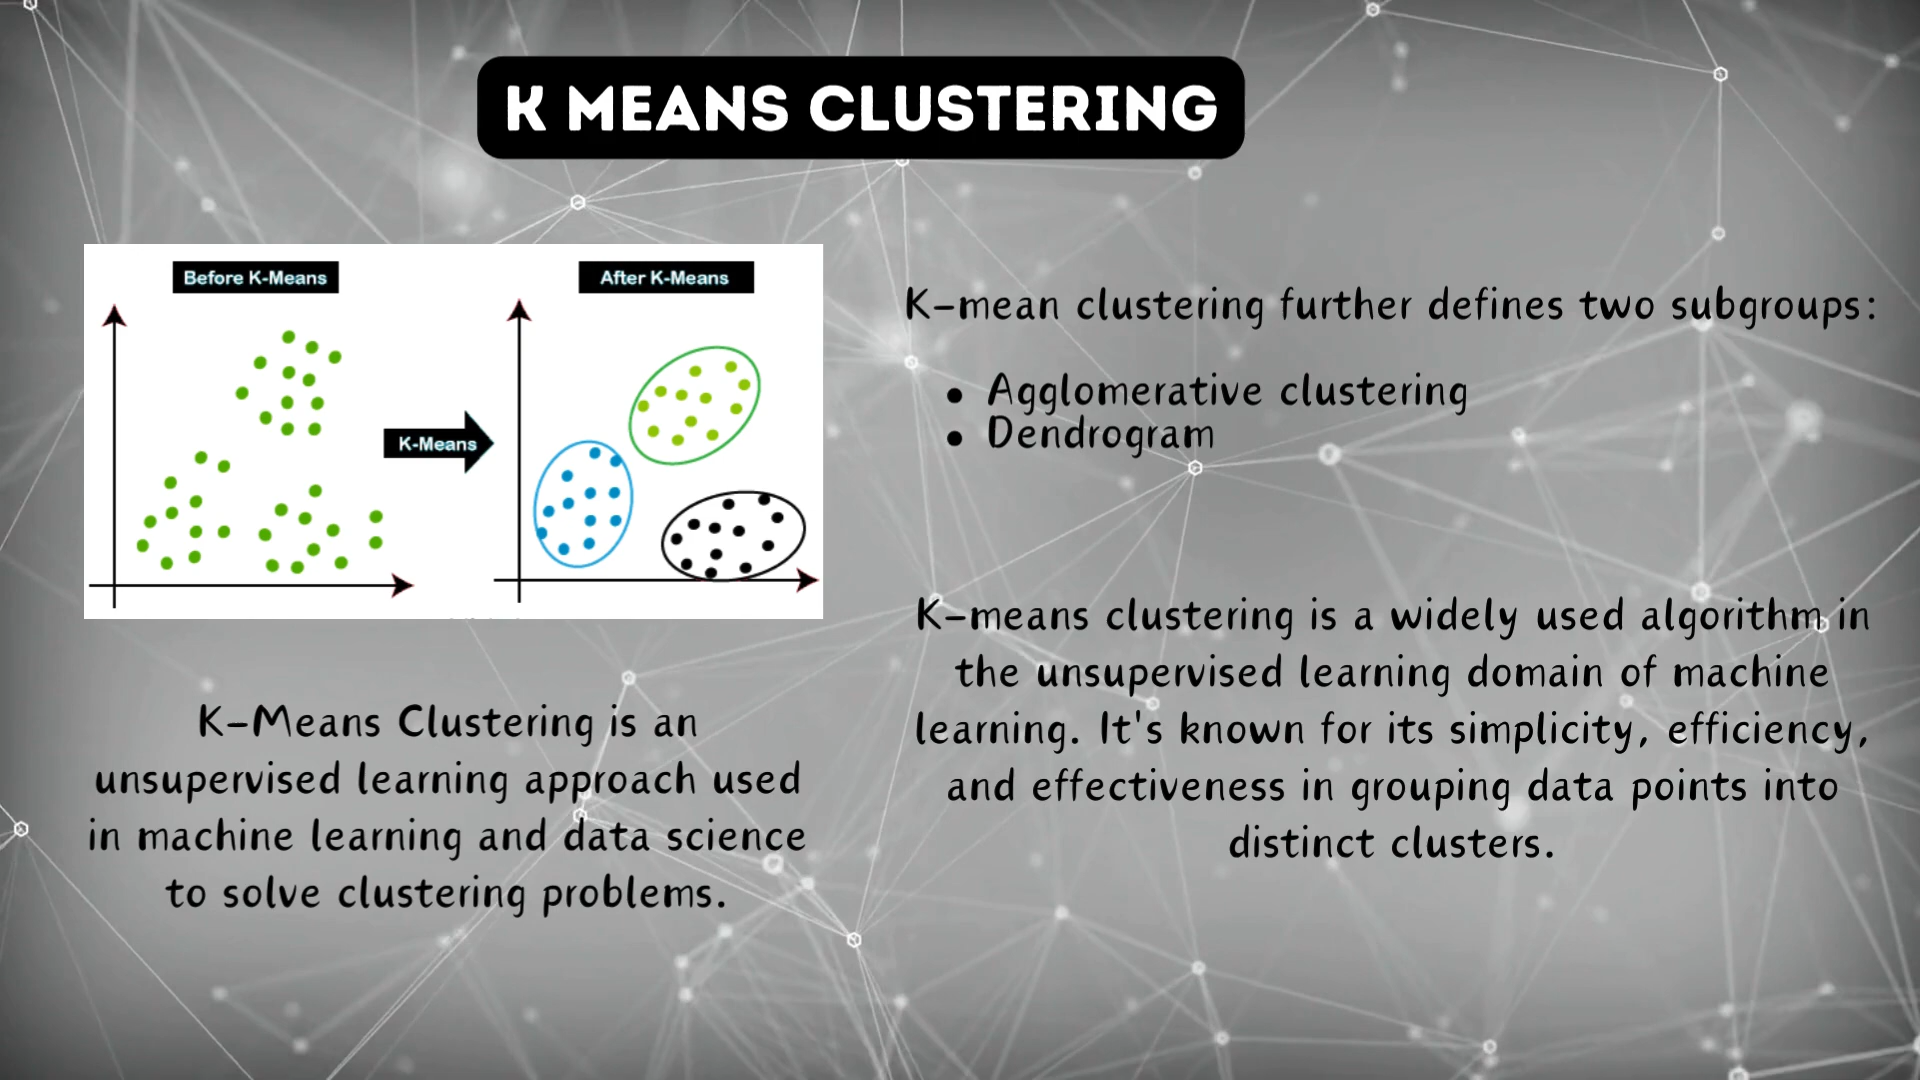 K MEANS CLUSTERING
Before K-Means
After K-Means
K-Means
K-Means Clustering is an
unsupervised learning approach used
in machine learning and data science
to solve clustering problems.
K-mean clustering further defines two subgroups:
• Agglomerative clustering
• Dendrogram
K-means clustering is a widely used algorithm in
the unsupervised learning domain of machine
learning. It's known for its simplicity, efficiency,
and effectiveness in grouping data points into
distinct clusters.